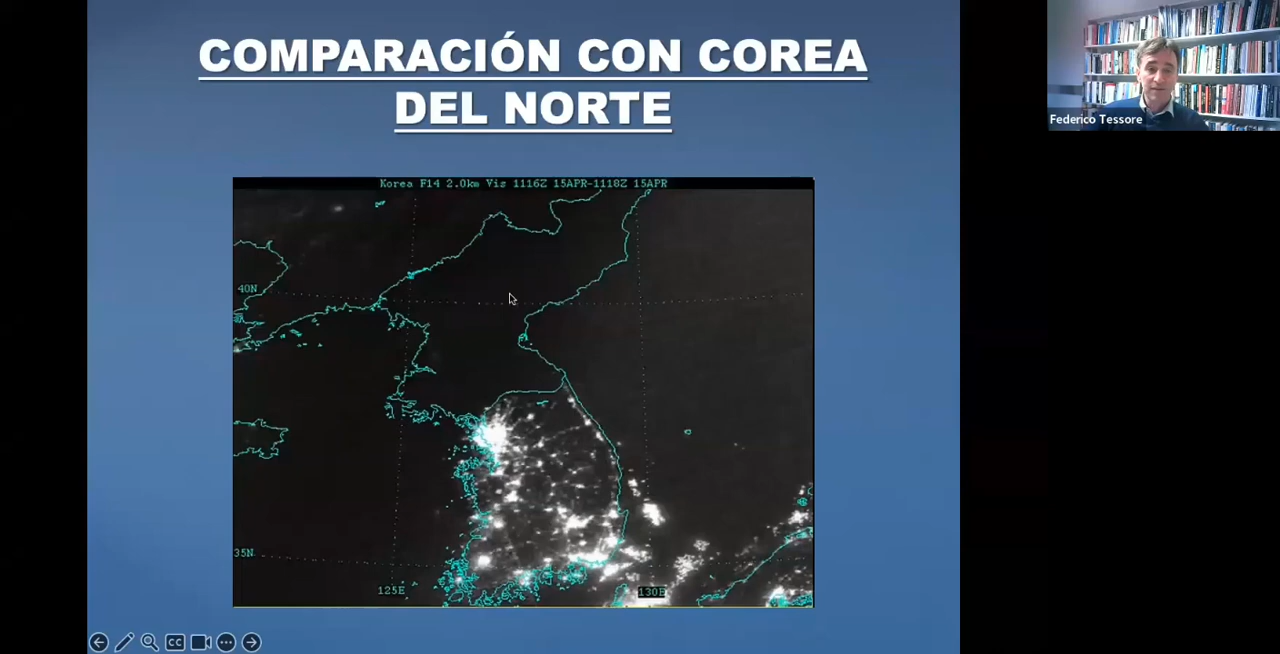 COMPARACIÓN CON COREA
DEL NORTE
Federico Tessore
Korea F14 2.0km Vis 1116Z 15APR-1118Z 15APR
40N
35N
125E
130E
CC